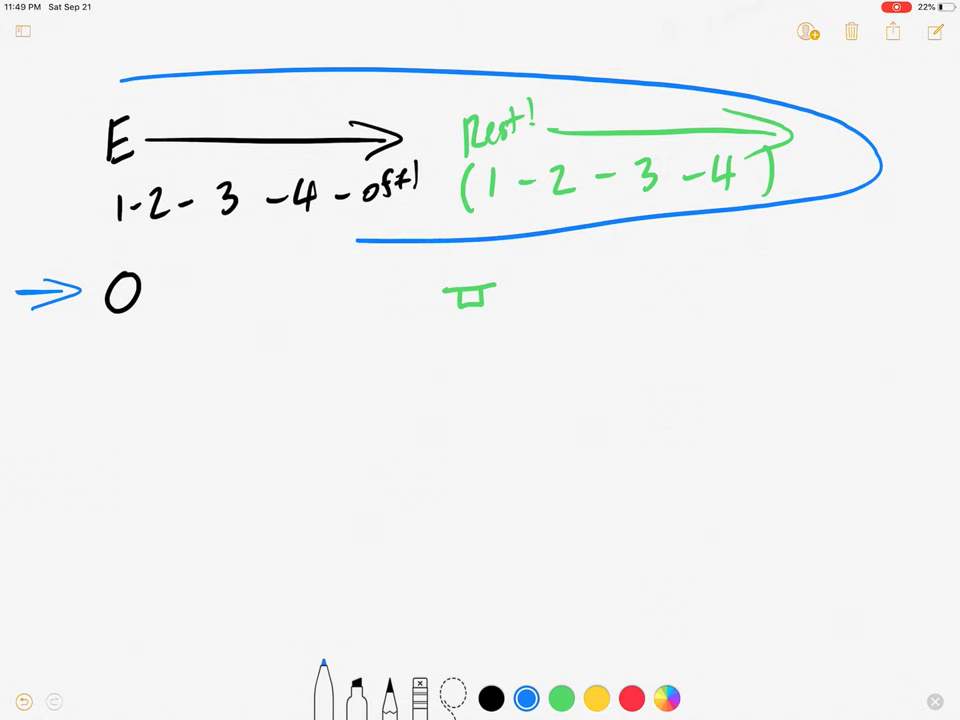 11:49 PM Sat Sep 21
22%
E Rest!
1-2- 3 -4 - off! (1 - 2 - 3 - 4)
O